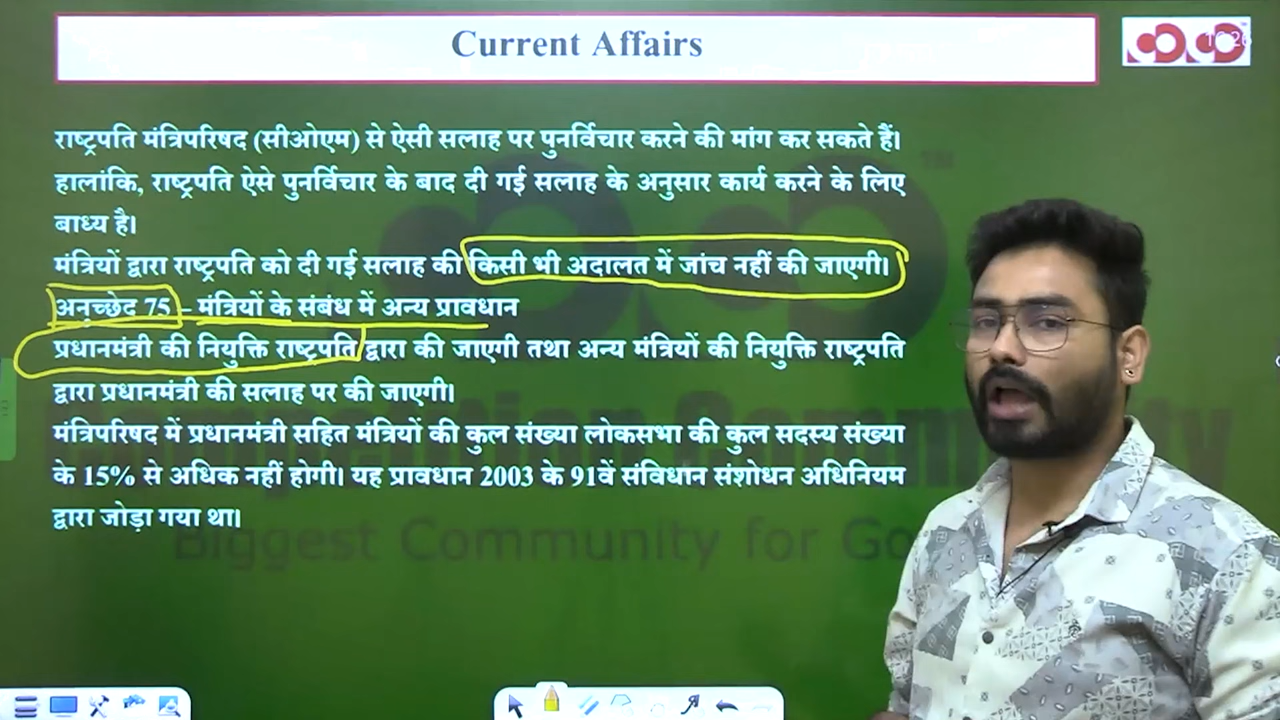 Current Affairs
राष्ट्रपति मंत्रिपरिषद (सीओएम) से ऐसी सलाह पर पुनर्विचार करने की मांग कर सकते हैं।
हालांकि, राष्ट्रपति ऐसे पुनर्विचार के बाद दी गई सलाह के अनुसार कार्य करने के लिए
बाध्य है।
मंत्रियों द्वारा राष्ट्रपति को दी गई सलाह की किसी भी अदालत में जांच नहीं की जाएगी।
अनुच्छेद 75 – मंत्रियों के संबंध में अन्य प्रावधान
प्रधानमंत्री की नियुक्ति राष्ट्रपति द्वारा की जाएगी तथा अन्य मंत्रियों की नियुक्ति राष्ट्रपति
द्वारा प्रधानमंत्री की सलाह पर की जाएगी।
मंत्रिपरिषद में प्रधानमंत्री सहित मंत्रियों की कुल संख्या लोकसभा की कुल सदस्य संख्या
के 15% से अधिक नहीं होगी। यह प्रावधान 2003 के 91वें संविधान संशोधन अधिनियम
द्वारा जोड़ा गया था।
Community
Biggest Community for